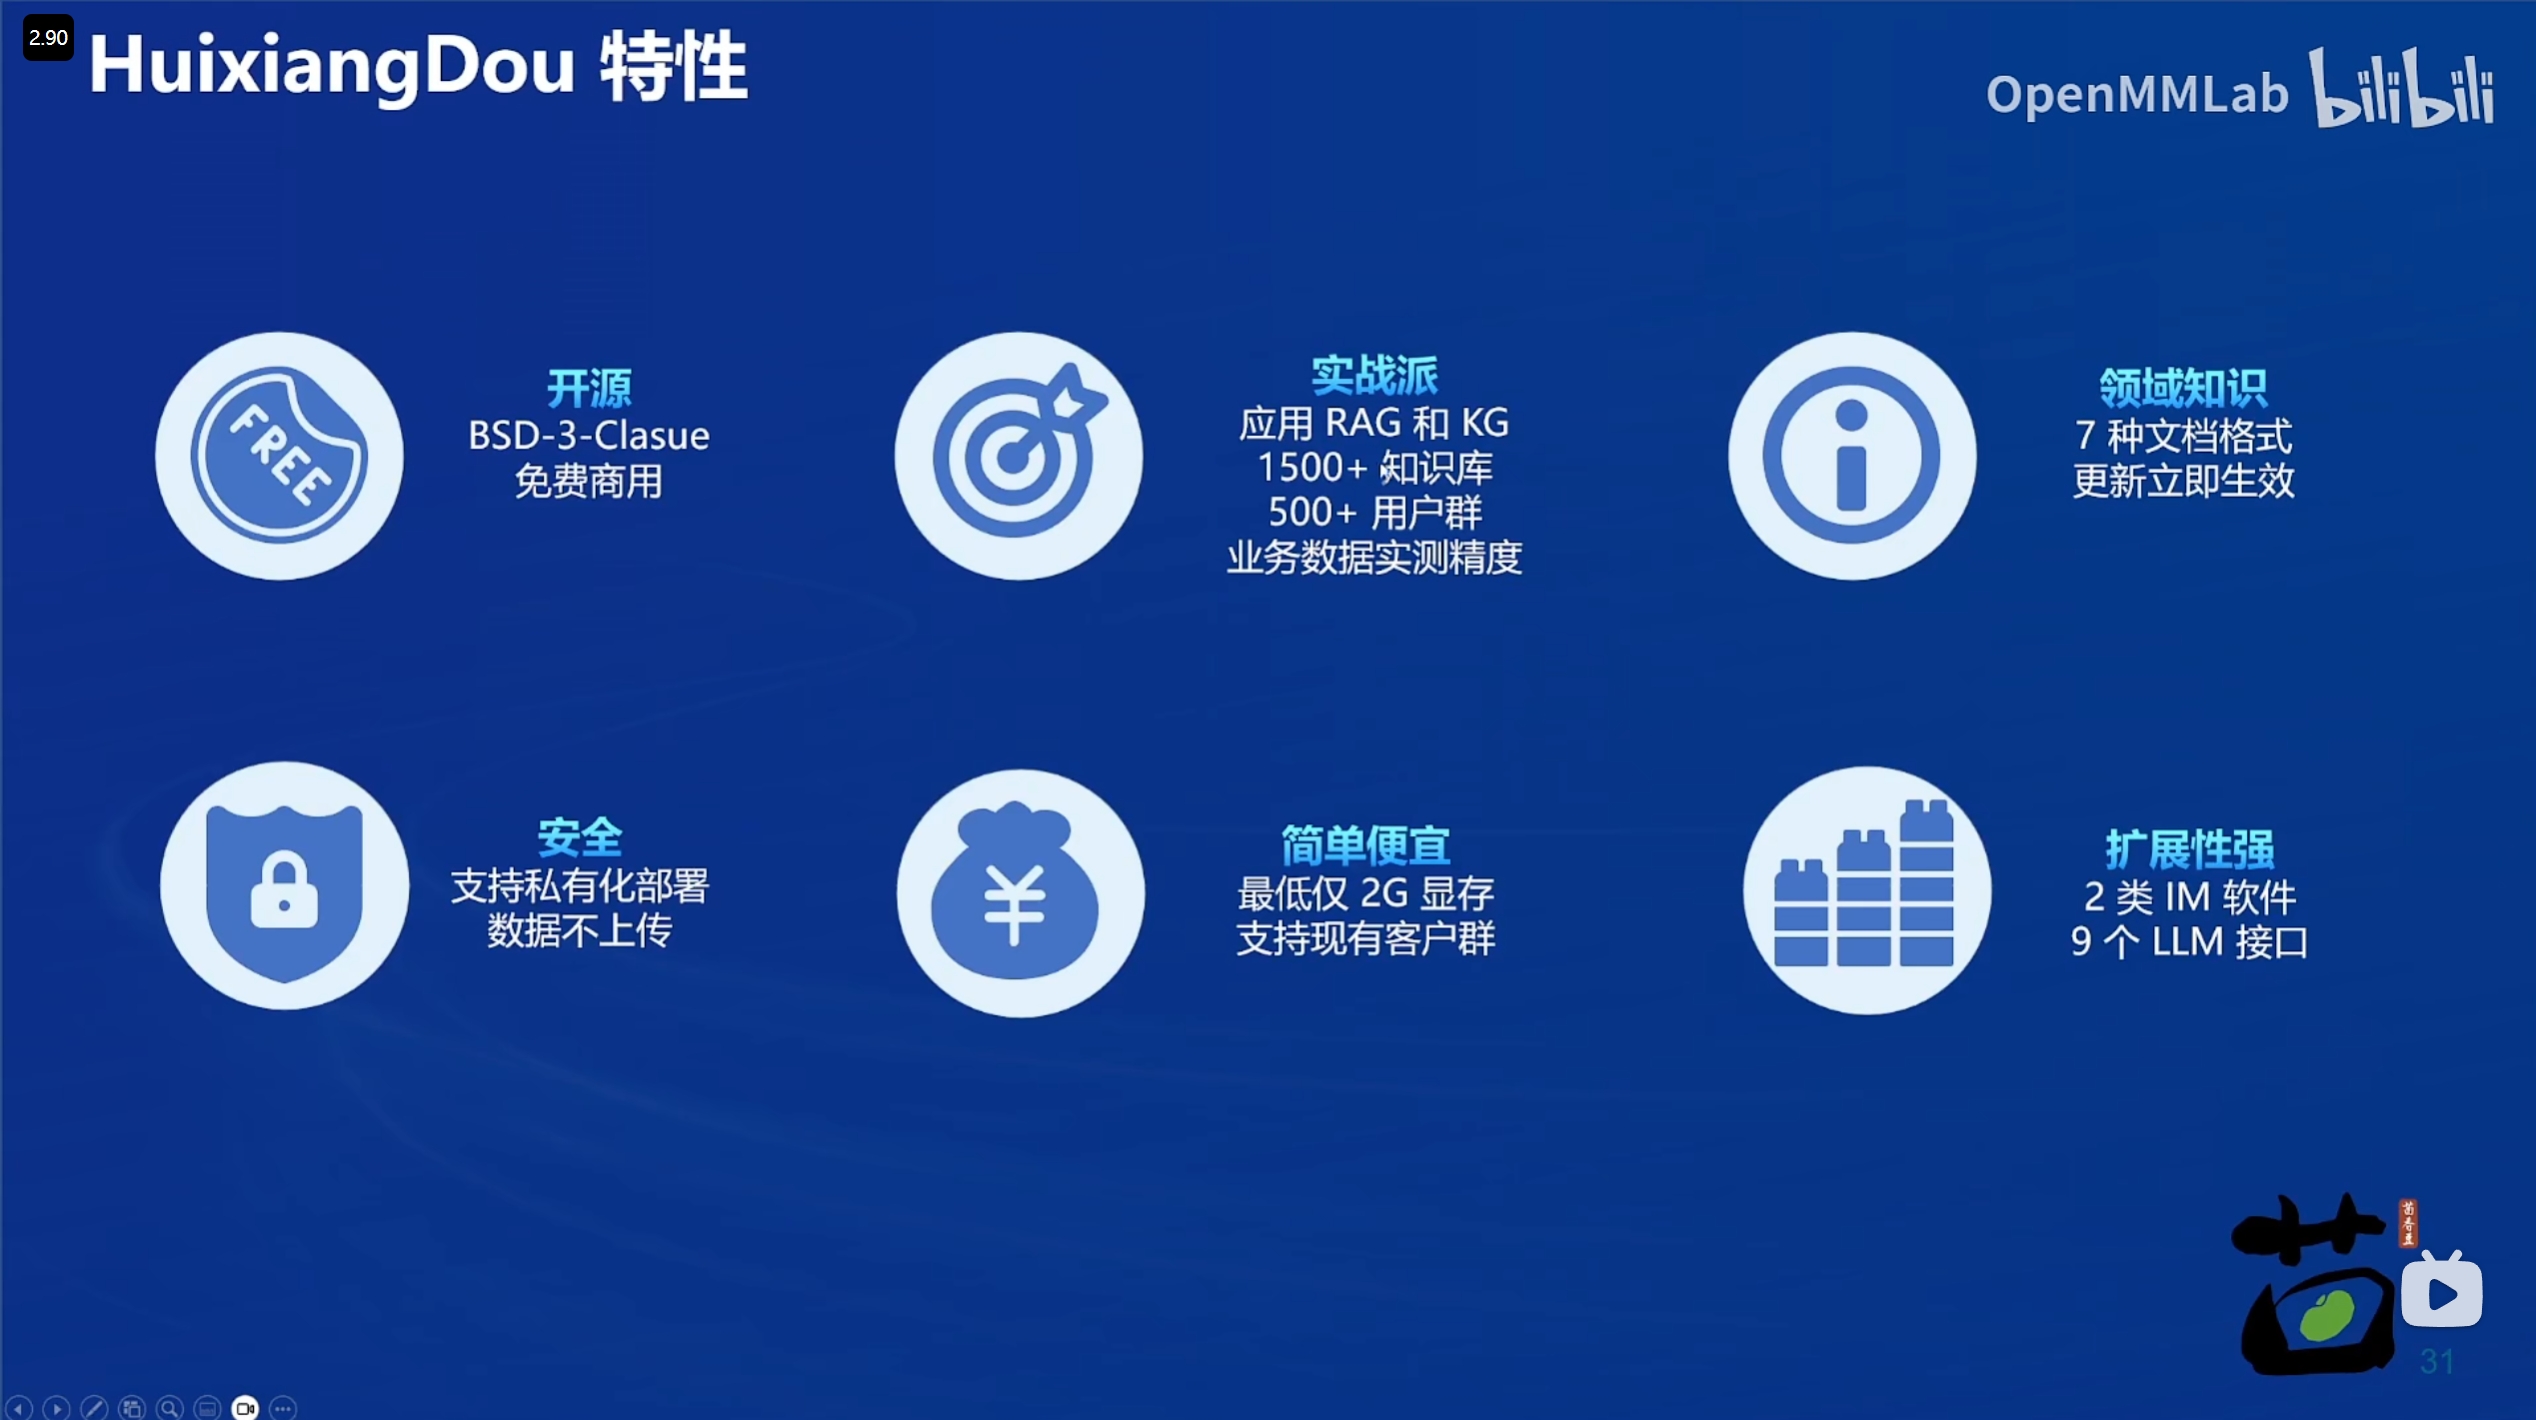 2.90
HuixiangDou 特性
OpenMMLab bilibili
FREE
开源
BSD-3-Clasue
免费商用
实战派
应用 RAG 和 KG
1500+ 知识库
500+ 用户群
业务数据实测精度
领域知识
7 种文档格式
更新立即生效
安全
支持私有化部署
数据不上传
¥
简单便宜
最低仅 2G 显存
支持现有客户群
扩展性强
2 类 IM 软件
9 个 LLM 接口
茴香豆
茴
31